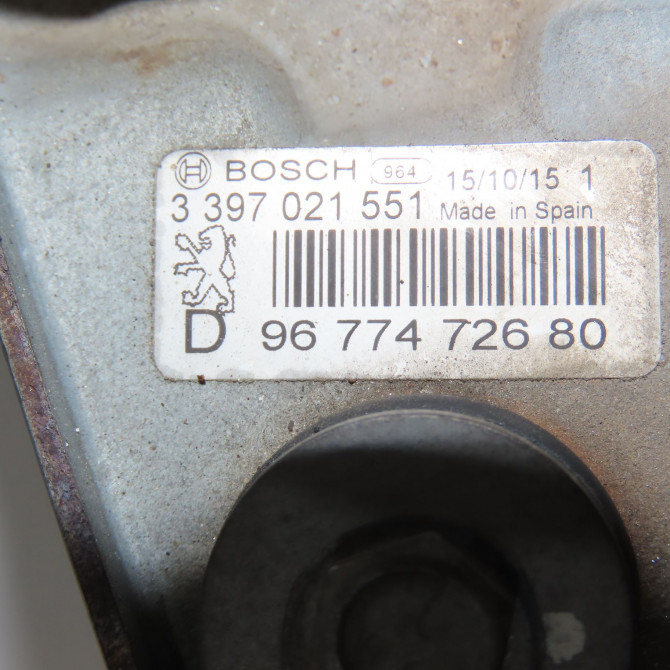 BOSCH 964 15/10/15 1
3 397 021 551 Made in Spain
D 96 774 726 80